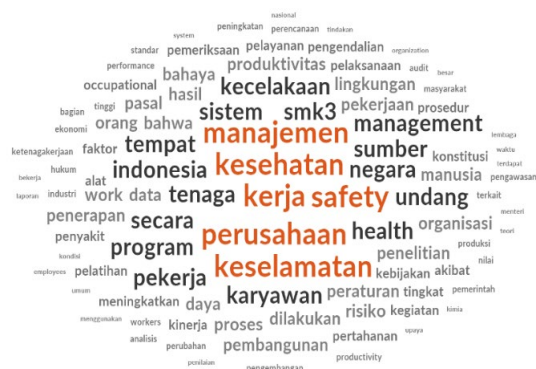 nasional
system peningkatan perencanaan tindakan
standar pemeriksaan pelayanan pengendalian organization
performance bahaya produktivitas pelaksanaan audit besar
occupational hasil kecelakaan lingkungan masyarakat
bagian tinggi pasal sistem smk3 pekerjaan prosedur
ekonomi orang bahwa manajemen management lembaga
ketenagakerjaan faktor tempat sumber konstitusi waktu
hukum indonesia kesehatan negara manusia terdapat pengawasan
bekerja alat
laporan industri work data tenaga kerja safety undang terkait
penerapan secara perusahaan health organisasi menteri
penyakit program penelitian produksi teori
kondisi keselamatan nilai
employees pelatihan pekerja kebijakan akibat
umum meningkatkan daya karyawan peraturan tingkat pemerintah
menggunakan workers kinerja proses dilakukan risiko kegiatan kimia
analisis perubahan pembangunan pertahanan upaya
penilaian productivity
pengembangan